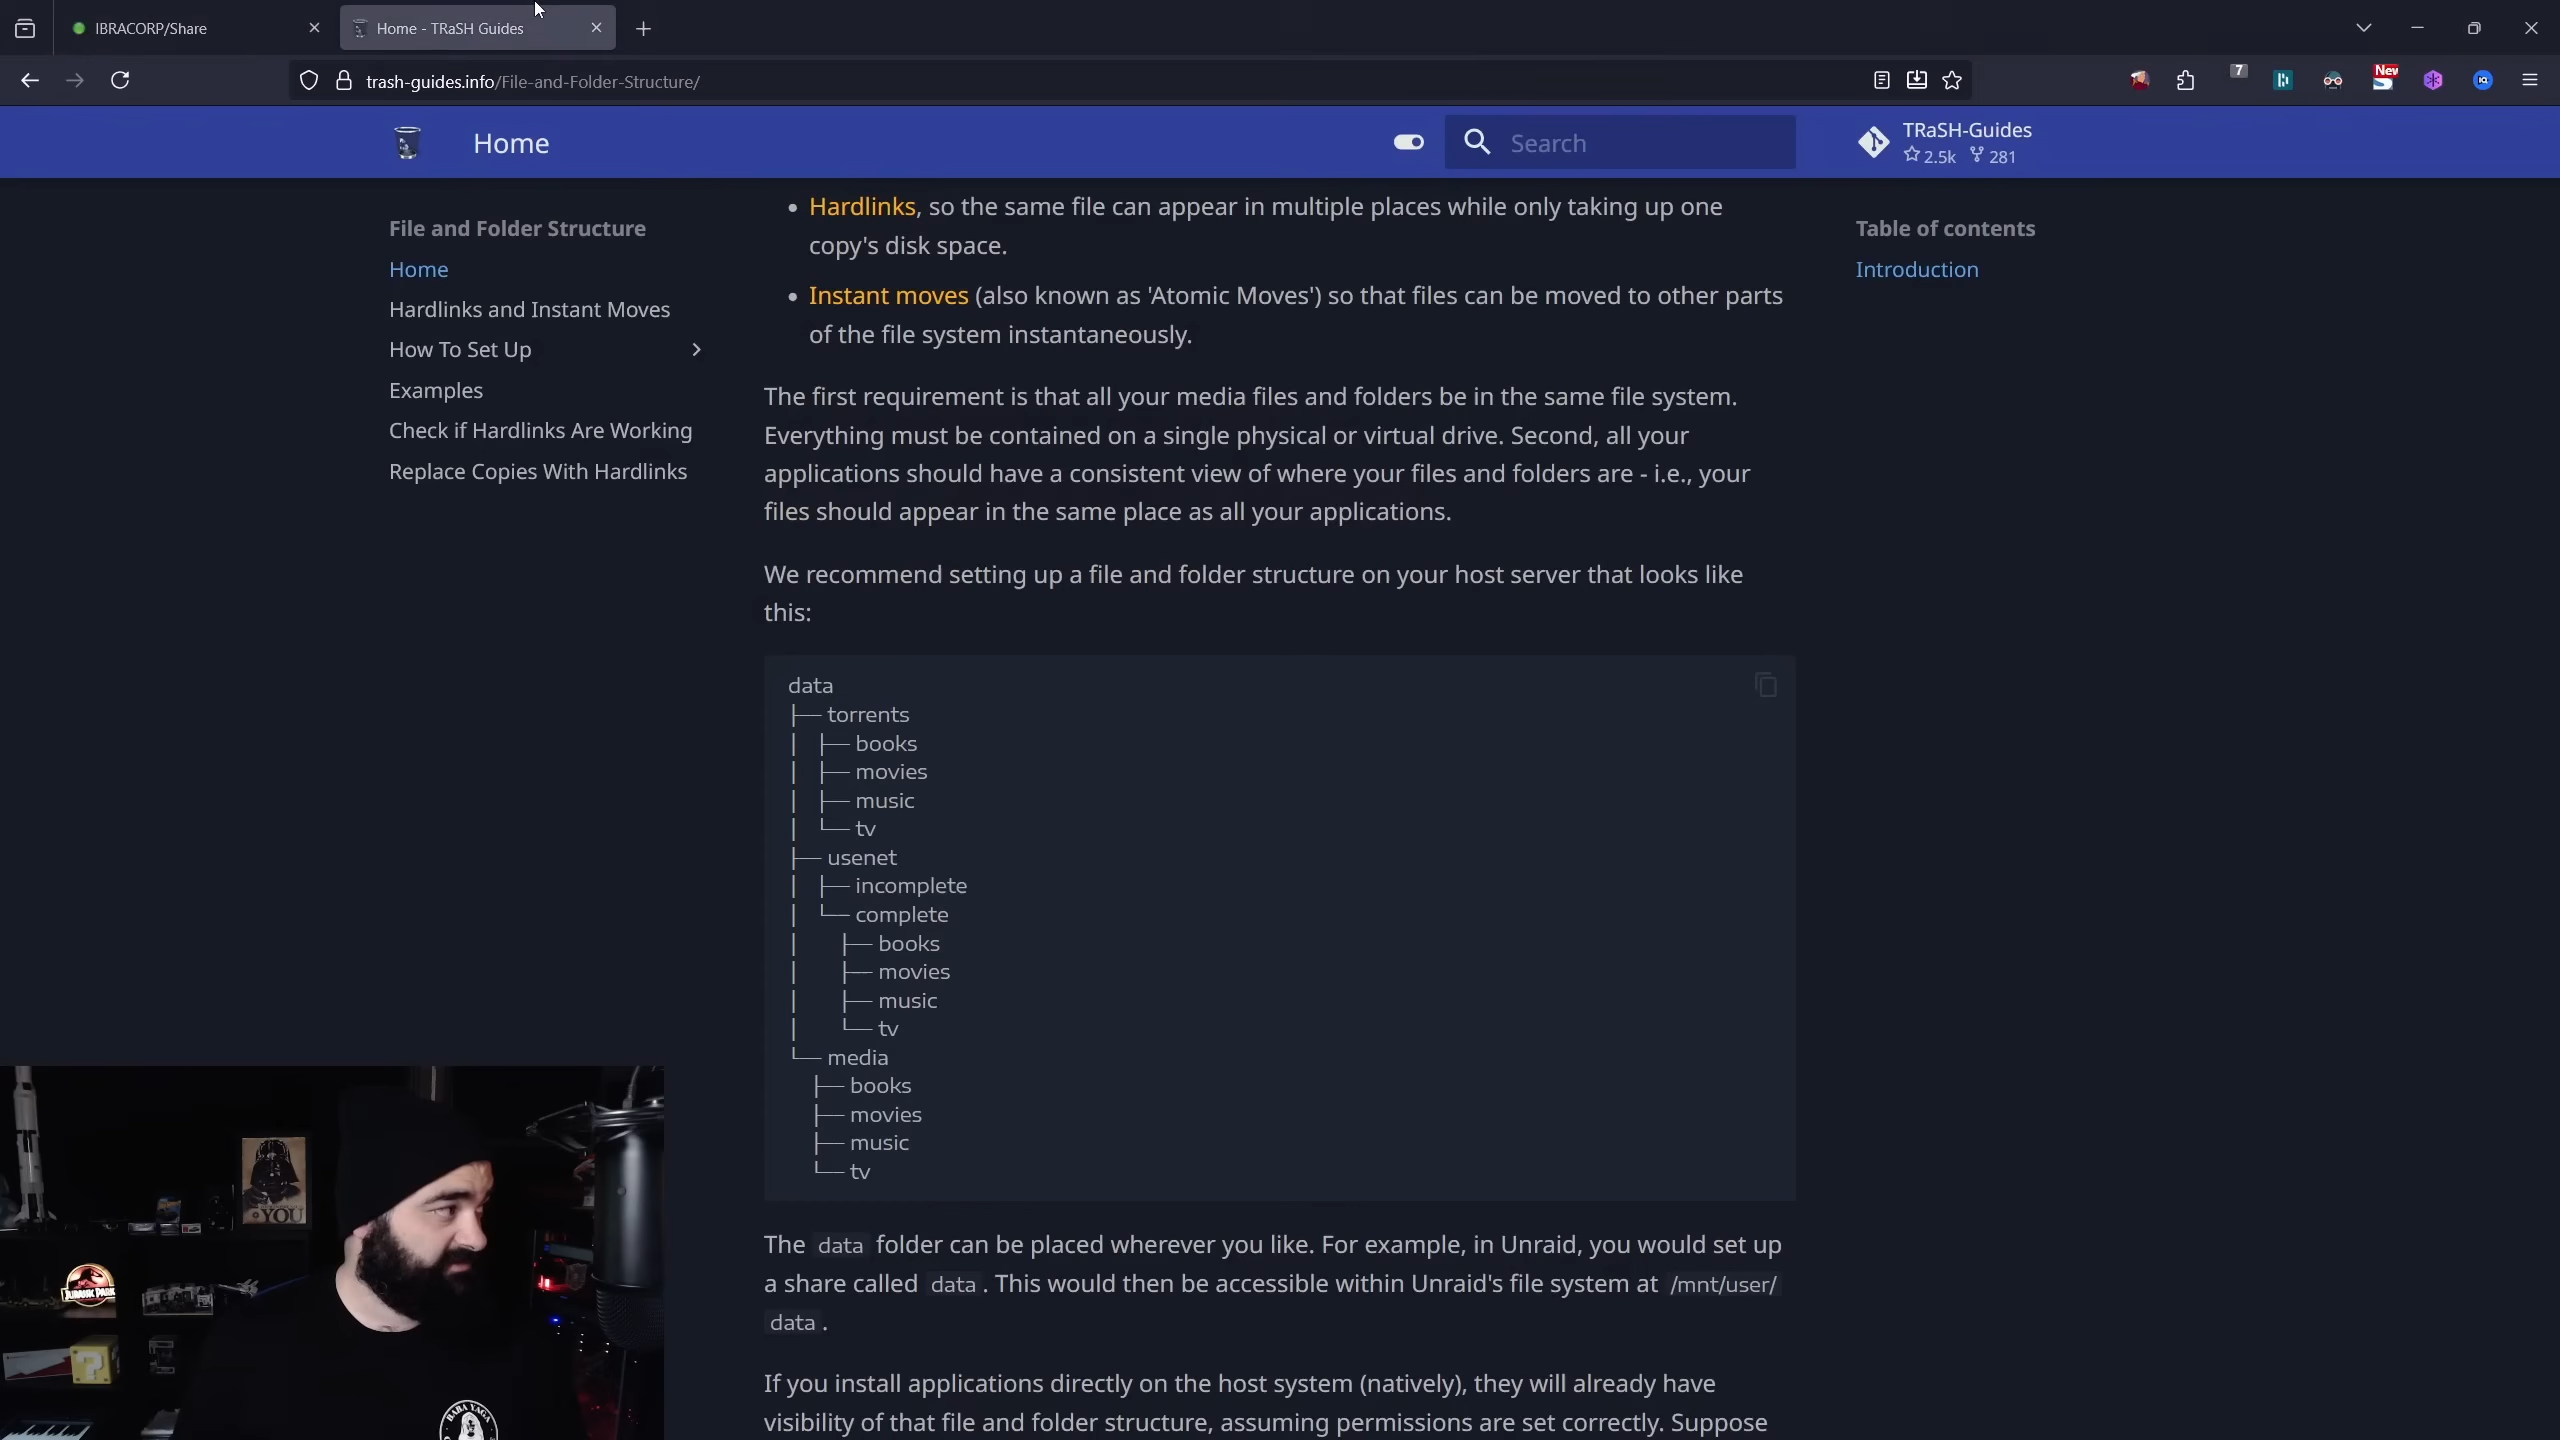 IBRACORP/Share
Home - TRaSH Guides
trash-guides.info/File-and-Folder-Structure/
7
New
Home
Search
TRaSH-Guides
2.5k 281
File and Folder Structure
Home
Hardlinks and Instant Moves
How To Set Up
Examples
Check if Hardlinks Are Working
Replace Copies With Hardlinks
Hardlinks, so the same file can appear in multiple places while only taking up one
copy's disk space.
Instant moves (also known as 'Atomic Moves') so that files can be moved to other parts
of the file system instantaneously.
The first requirement is that all your media files and folders be in the same file system.
Everything must be contained on a single physical or virtual drive. Second, all your
applications should have a consistent view of where your files and folders are - i.e., your
files should appear in the same place as all your applications.
We recommend setting up a file and folder structure on your host server that looks like
this:
data
├── torrents
│ ├── books
│ ├── movies
│ ├── music
│ └── tv
├── usenet
│ ├── incomplete
│ └── complete
│ ├── books
│ ├── movies
│ ├── music
│ └── tv
└── media
├── books
├── movies
├── music
└── tv
The data folder can be placed wherever you like. For example, in Unraid, you would set up
a share called data. This would then be accessible within Unraid's file system at /mnt/user/
data.
If you install applications directly on the host system (natively), they will already have
visibility of that file and folder structure, assuming permissions are set correctly. Suppose
Table of contents
Introduction
YOU
JURASSIC PARK
?
BABA YAGA